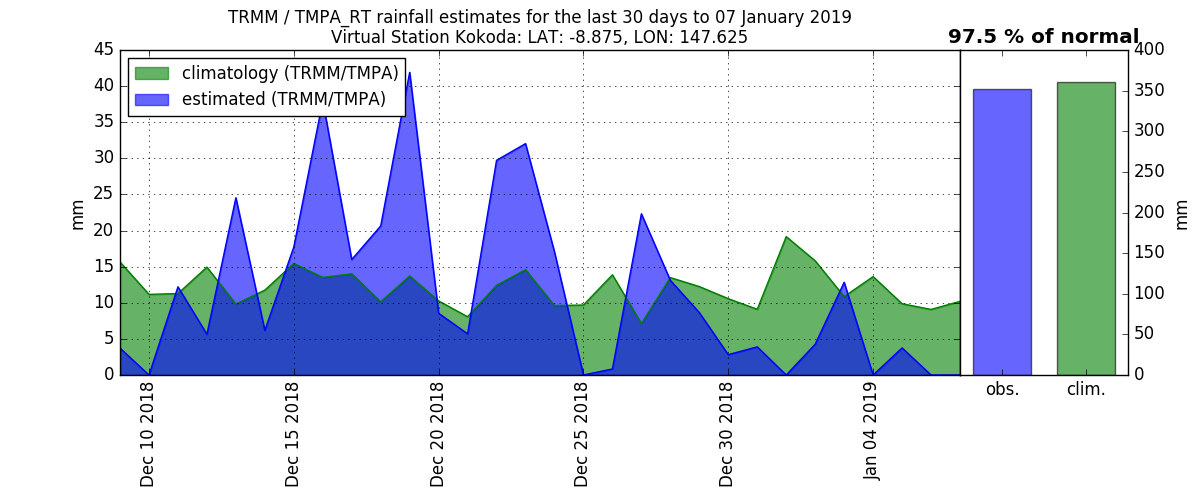 TRMM / TMPA_RT rainfall estimates for the last 30 days to 07 January 2019
Virtual Station Kokoda: LAT: -8.875, LON: 147.625
97.5 % of normal
climatology (TRMM/TMPA)
estimated (TRMM/TMPA)
45
40
35
30
25
20
15
10
5
0
mm
Dec 10 2018
Dec 15 2018
Dec 20 2018
Dec 25 2018
Dec 30 2018
Jan 04 2019
400
350
300
250
200
150
100
50
0
mm
obs.
clim.